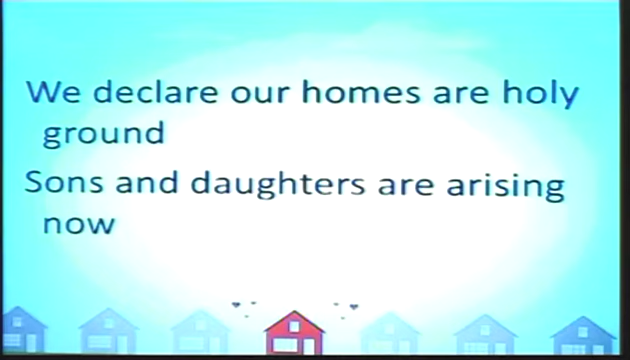 We declare our homes are holy
ground
Sons and daughters are arising
now